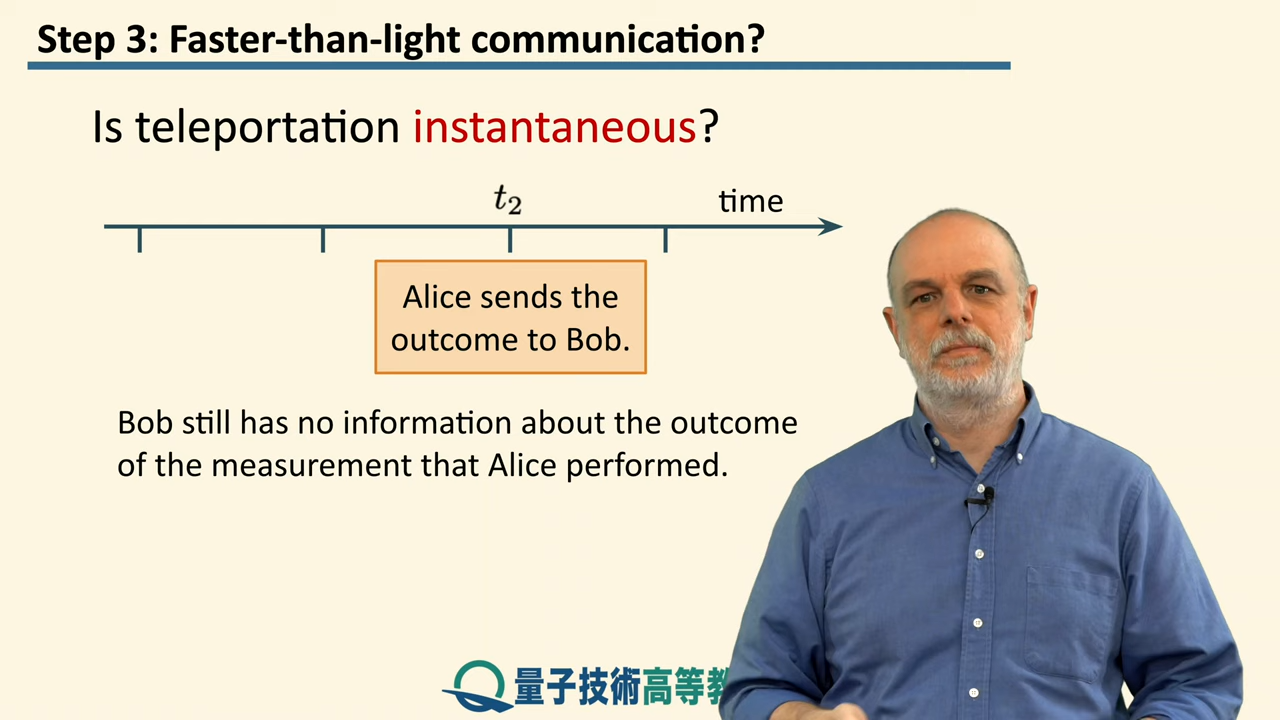 Step 3: Faster-than-light communication?
Is teleportation instantaneous?
t₂
time
Alice sends the
outcome to Bob.
Bob still has no information about the outcome
of the measurement that Alice performed.
量子技術高等教